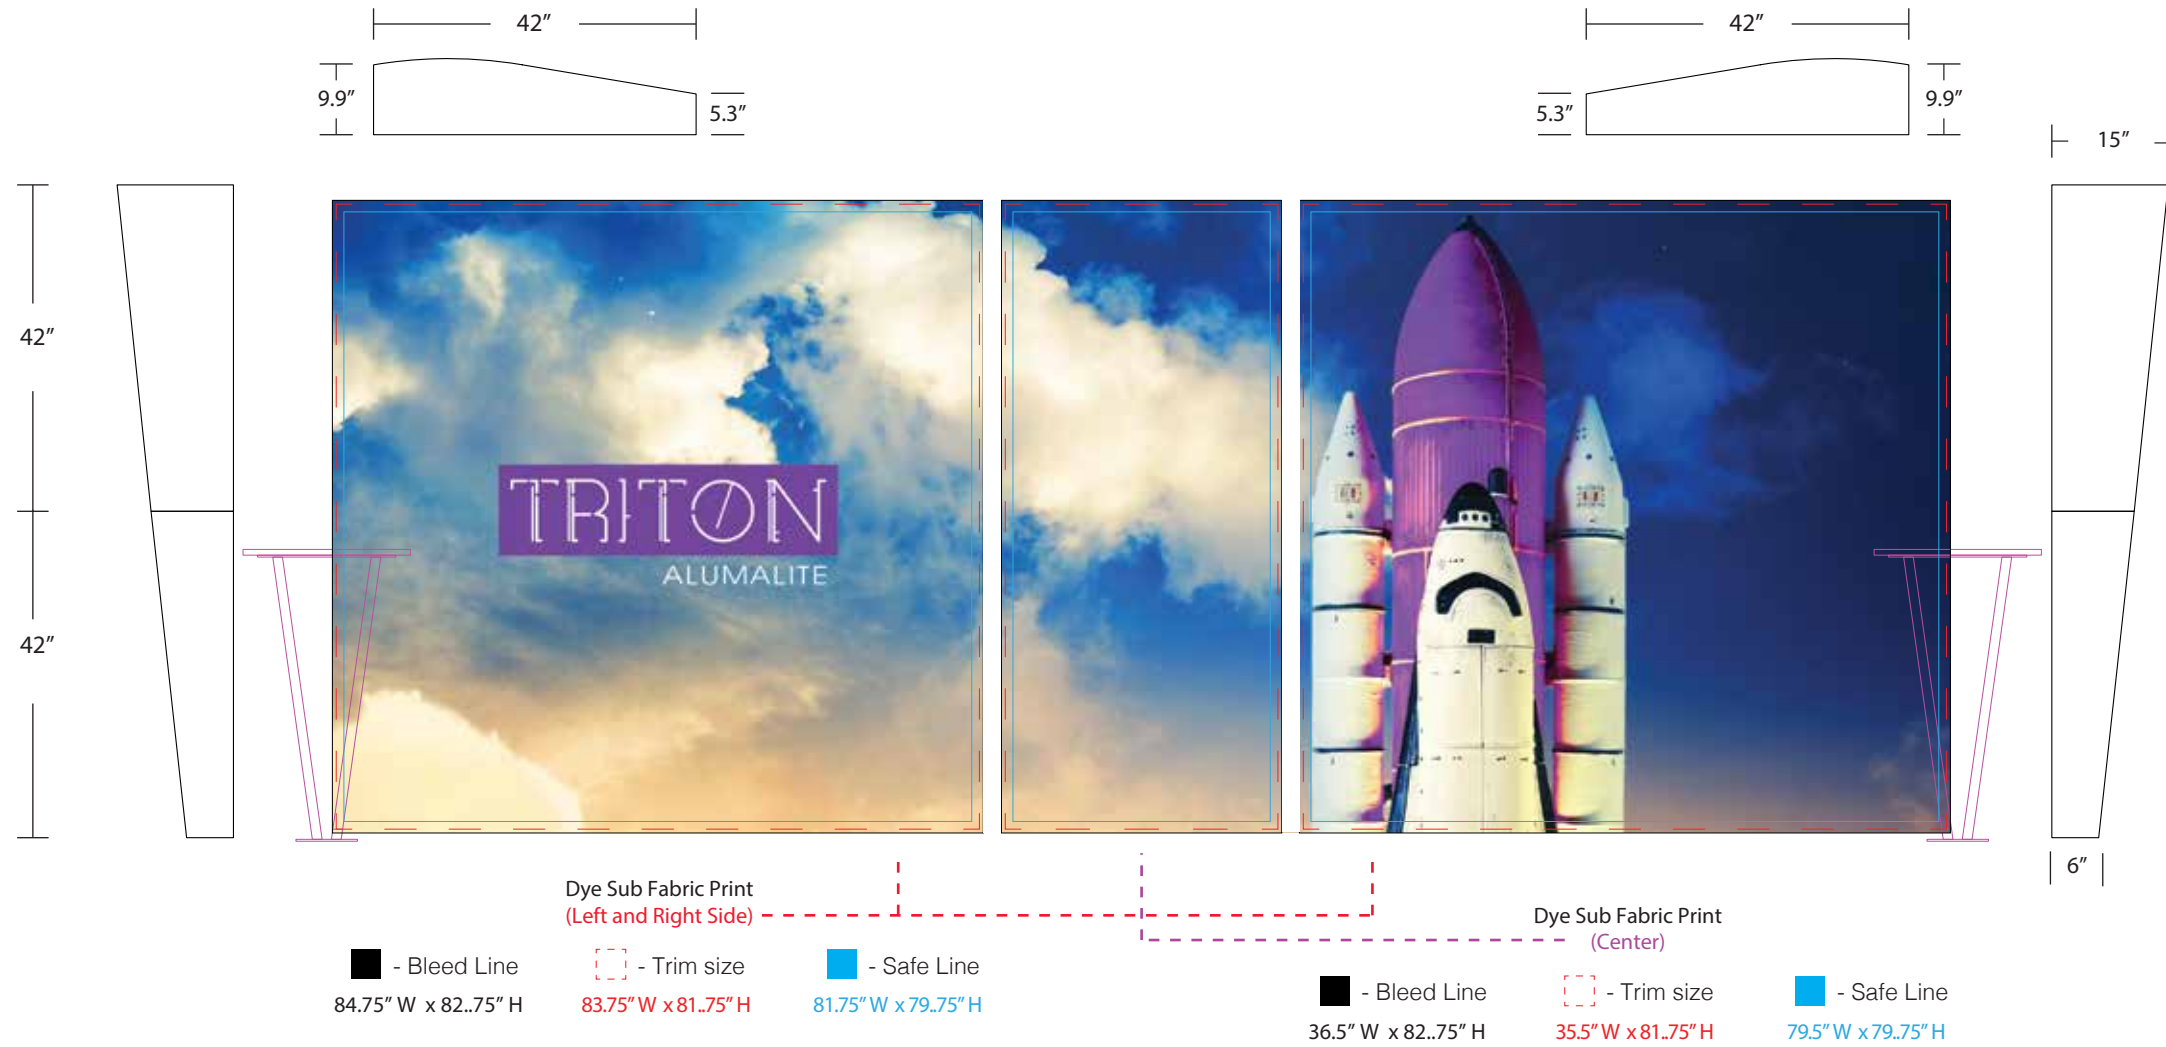 42”
42”
9.9”
5.3”
5.3”
9.9”
15”
42”
42”
TRITON
ALUMALITE
6”
Dye Sub Fabric Print
(Left and Right Side)
- Bleed Line
- Trim size
- Safe Line
84.75” W x 82..75” H
83.75” W x 81..75” H
81.75” W x 79..75” H
Dye Sub Fabric Print
(Center)
- Bleed Line
- Trim size
- Safe Line
36.5” W x 82..75” H
35.5” W x 81..75” H
79.5” W x 79..75” H